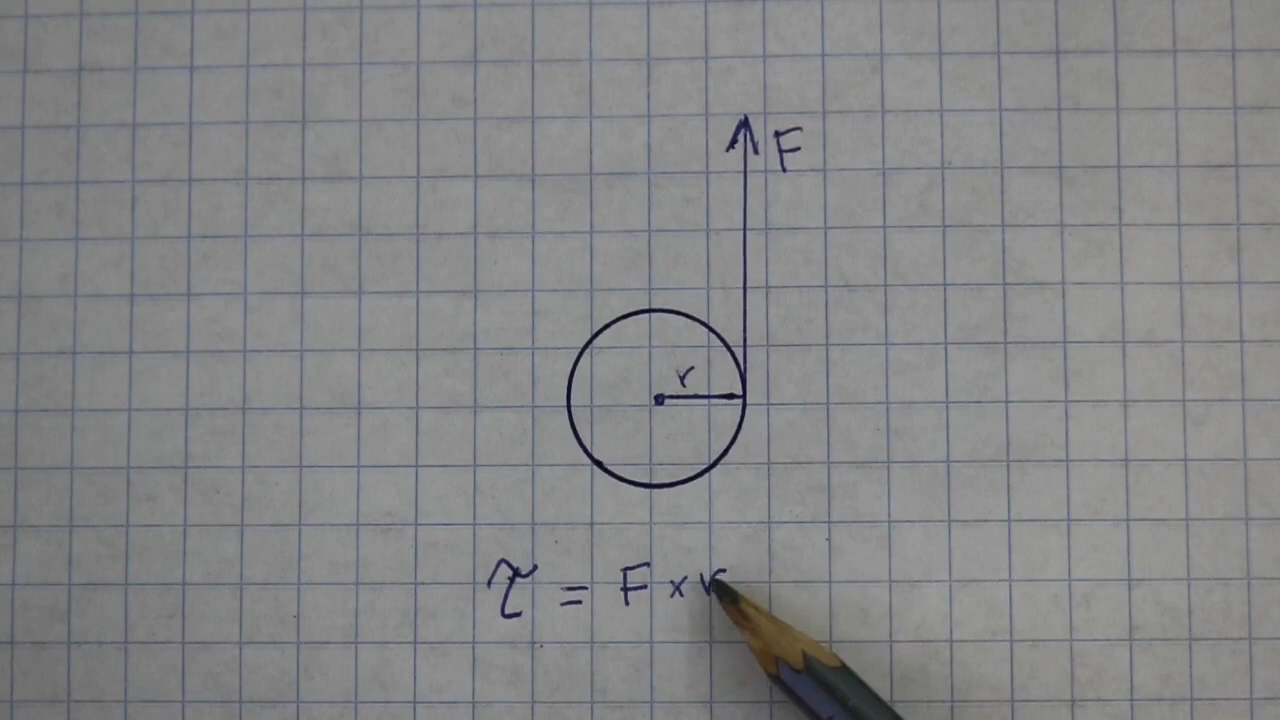 F
r
τ = F × r